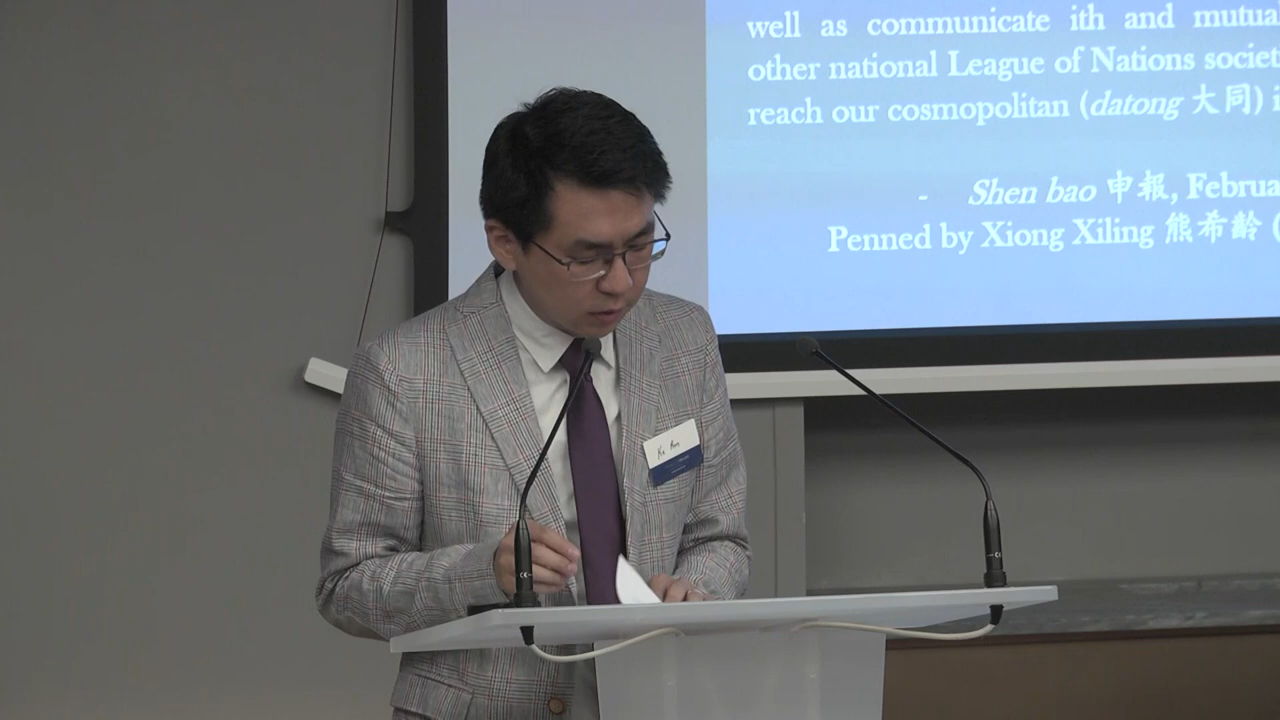 well as communicate ith and mutual
other national League of Nations societ
reach our cosmopolitan (datong 大同) i
- Shen bao 申報, Februa
Penned by Xiong Xiling 熊希齡 (